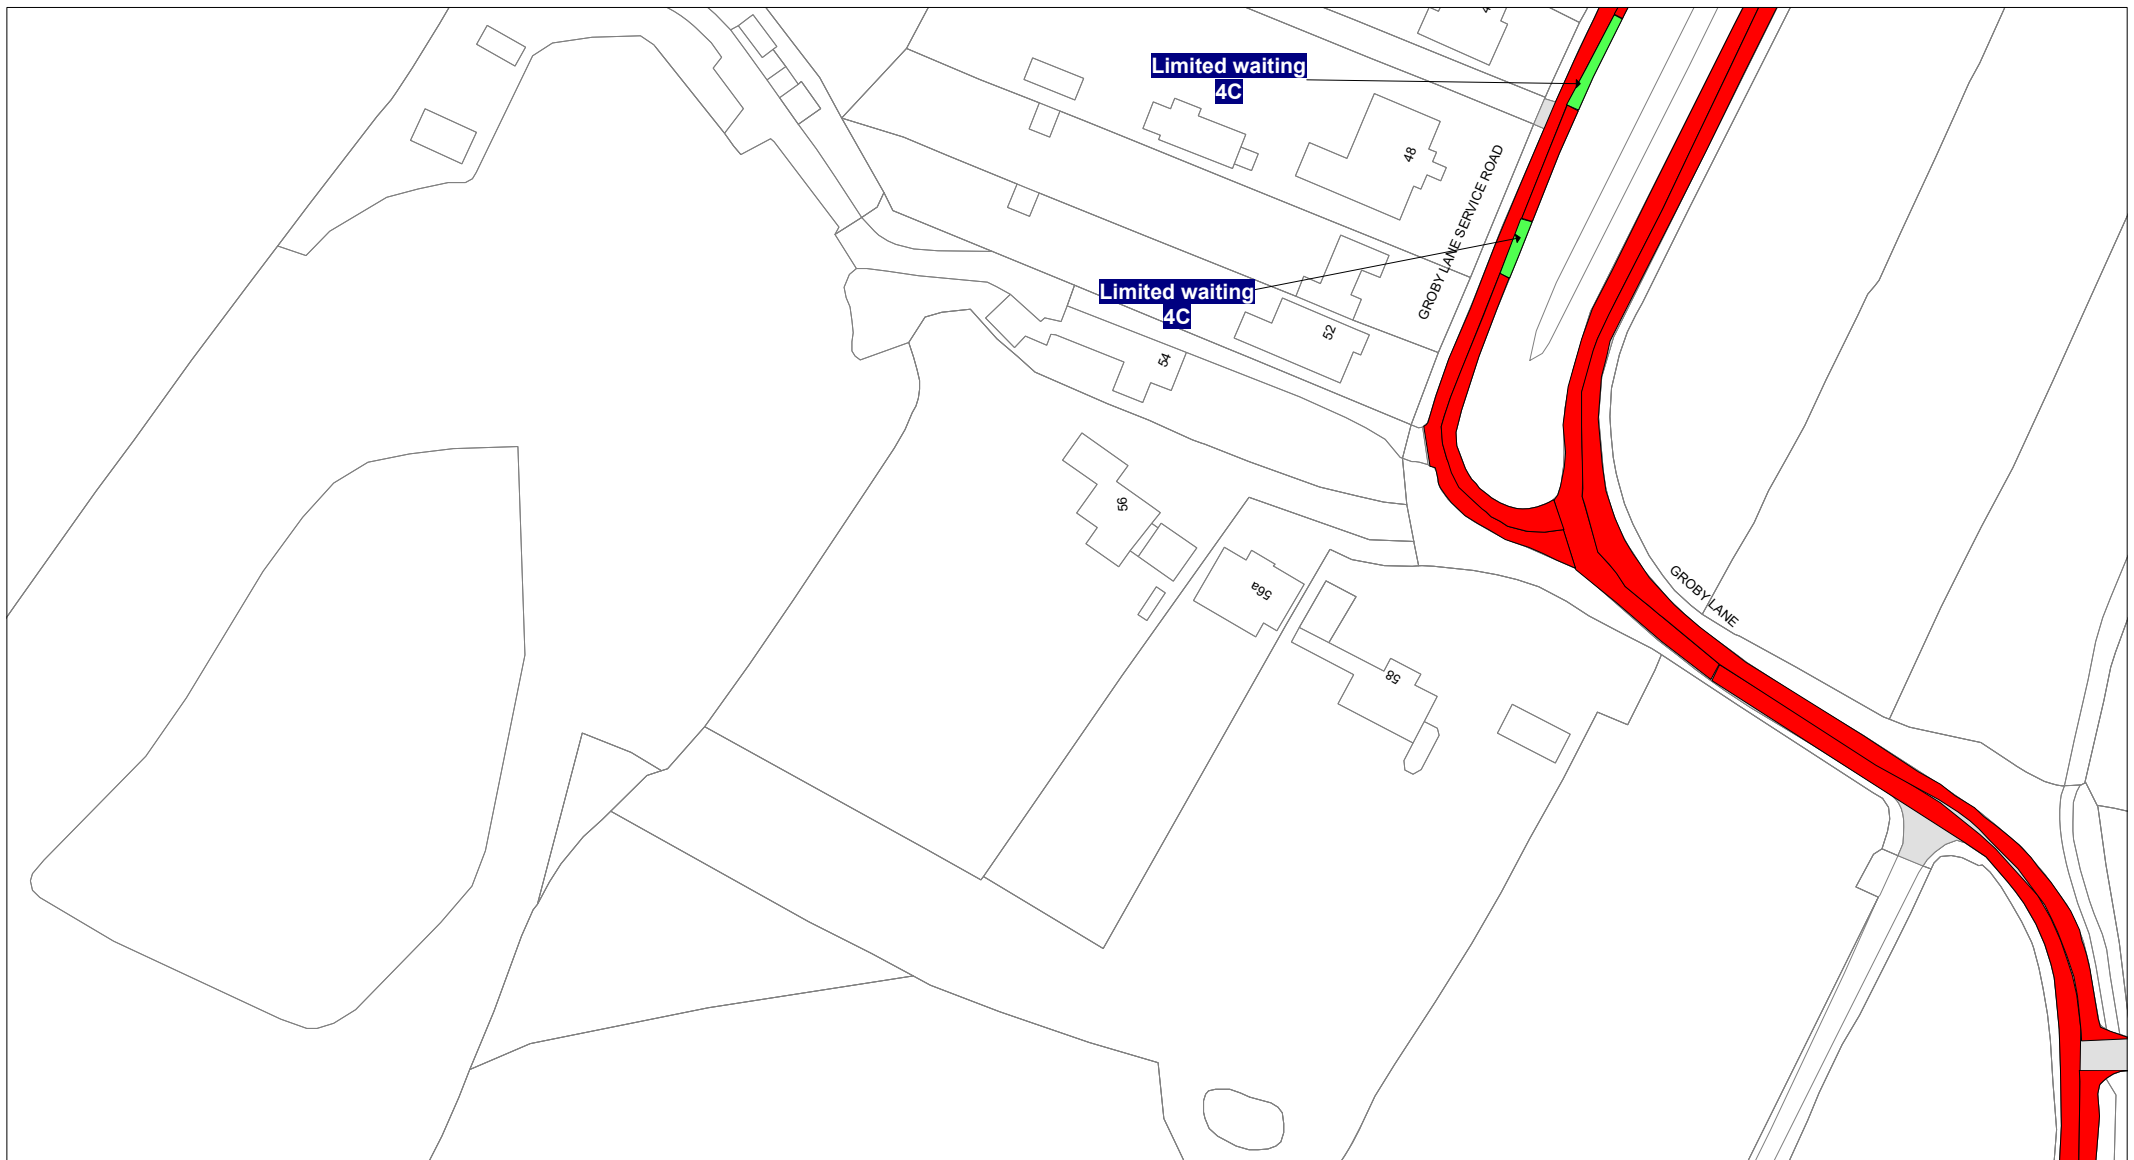 Limited waiting
4C
48
GROBY LANE SERVICE ROAD
Limited waiting
4C
52
54
56
56a
GROBY LANE
58